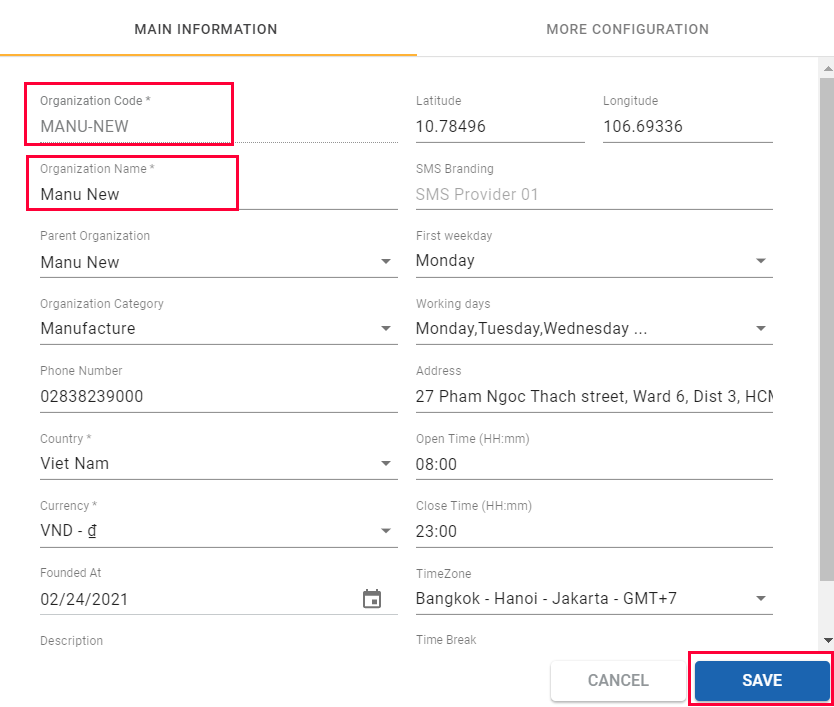 MAIN INFORMATION
MORE CONFIGURATION
Organization Code *
MANU-NEW
Latitude
10.78496
Longitude
106.69336
Organization Name *
Manu New
SMS Branding
SMS Provider 01
Parent Organization
Manu New
First weekday
Monday
Organization Category
Manufacture
Working days
Monday,Tuesday,Wednesday ...
Phone Number
02838239000
Address
27 Pham Ngoc Thach street, Ward 6, Dist 3, HCM
Country *
Viet Nam
Open Time (HH:mm)
08:00
Currency *
VND - ₫
Close Time (HH:mm)
23:00
Founded At
02/24/2021
TimeZone
Bangkok - Hanoi - Jakarta - GMT+7
Description
Time Break
CANCEL
SAVE